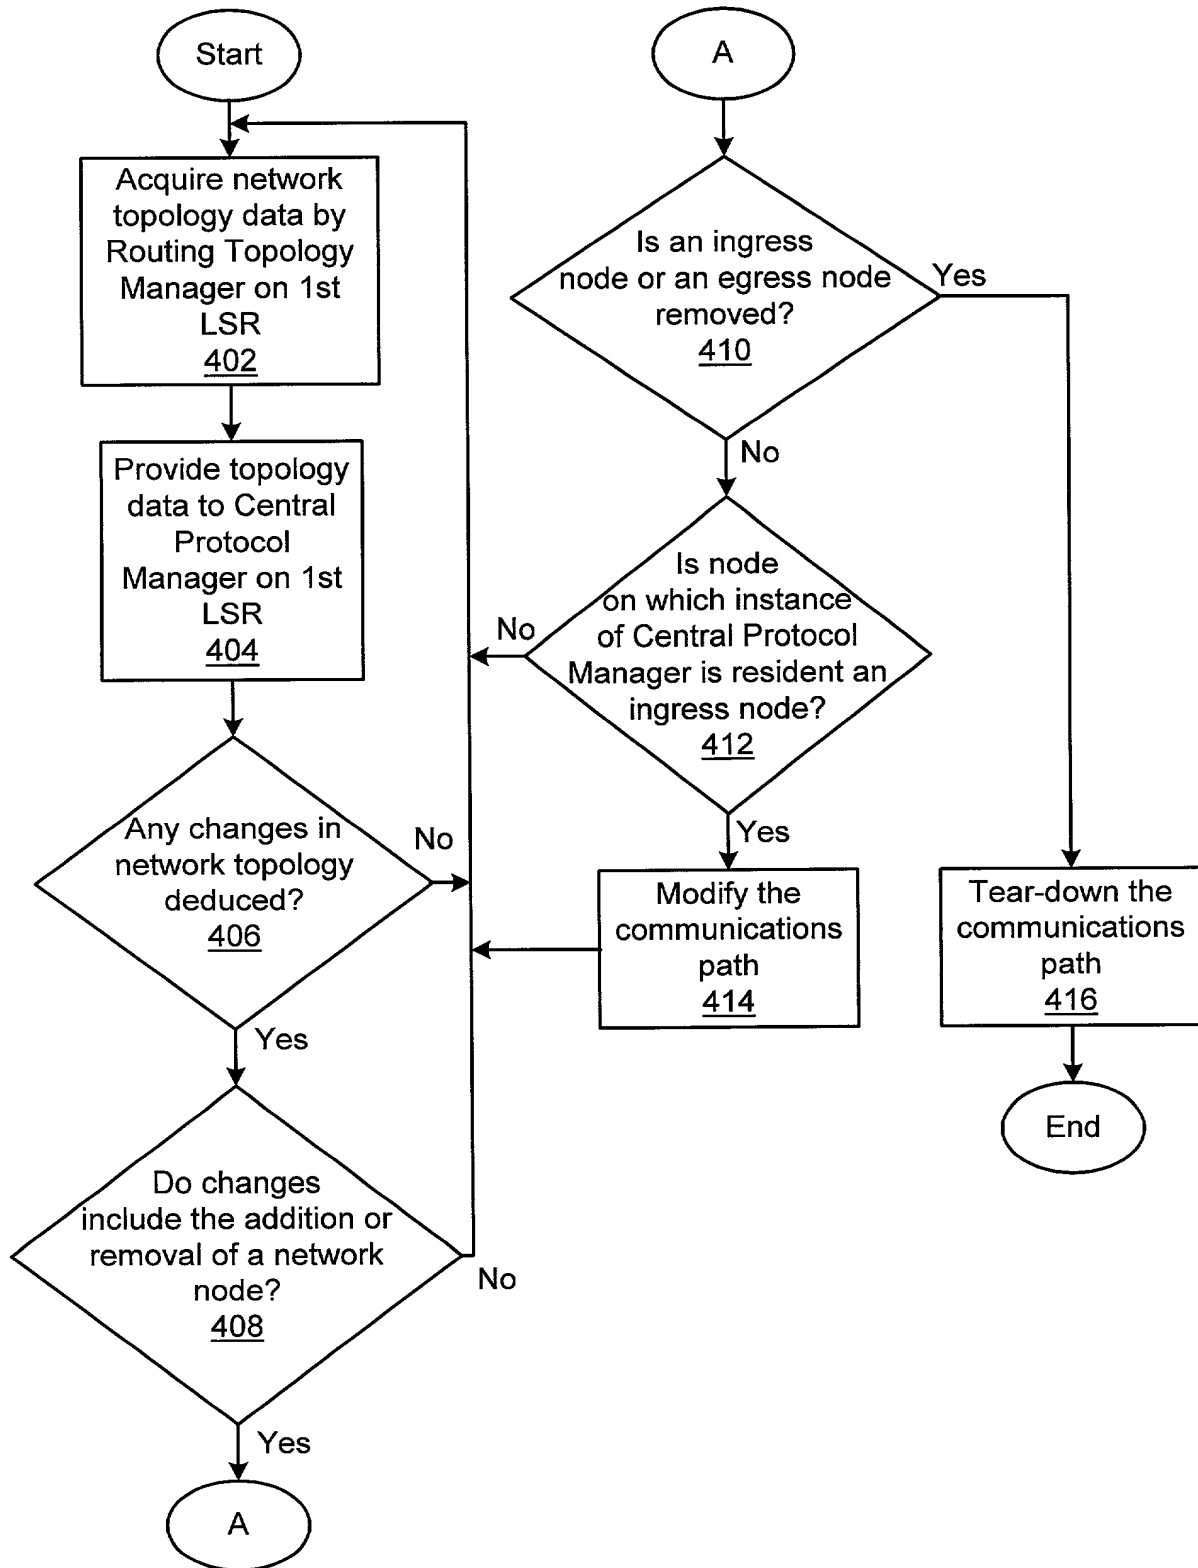 Start
Acquire network
topology data by
Routing Topology
Manager on 1st
LSR
402
Provide topology
data to Central
Protocol
Manager on 1st
LSR
404
Any changes in
network topology
deduced?
406
No
Yes
Do changes
include the addition or
removal of a network
node?
408
No
Yes
A
A
Is an ingress
node or an egress node
removed?
410
Yes
No
Is node
on which instance
of Central Protocol
Manager is resident an
ingress node?
412
No
Yes
Modify the
communications
path
414
Tear-down the
communications
path
416
End